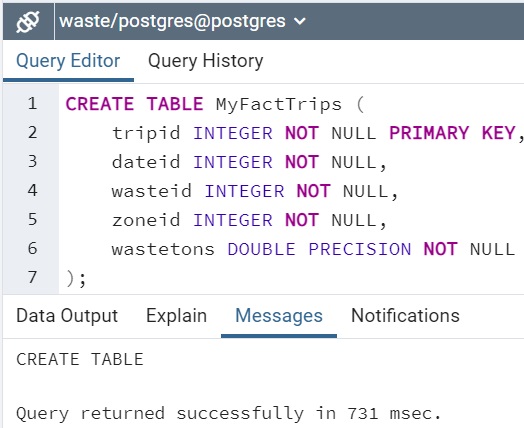 waste/postgres@postgres
Query Editor Query History
1 CREATE TABLE MyFactTrips (
2     tripid INTEGER NOT NULL PRIMARY KEY,
3     dateid INTEGER NOT NULL,
4     wasteid INTEGER NOT NULL,
5     zoneid INTEGER NOT NULL,
6     wastetons DOUBLE PRECISION NOT NULL
7 );
Data Output Explain Messages Notifications
CREATE TABLE
Query returned successfully in 731 msec.